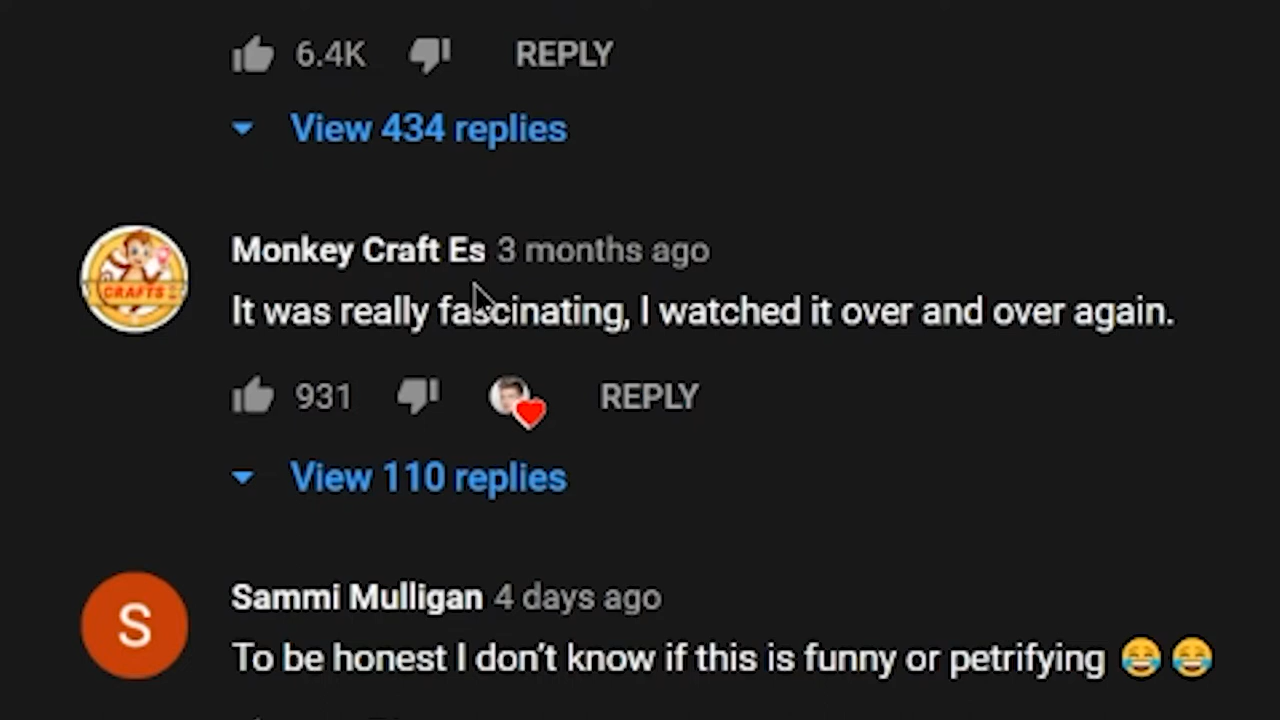 6.4K REPLY
View 434 replies
Monkey Craft Es 3 months ago
CRAFTS
It was really fascinating, I watched it over and over again.
931 REPLY
View 110 replies
S
Sammi Mulligan 4 days ago
To be honest I don't know if this is funny or petrifying 😂 😂